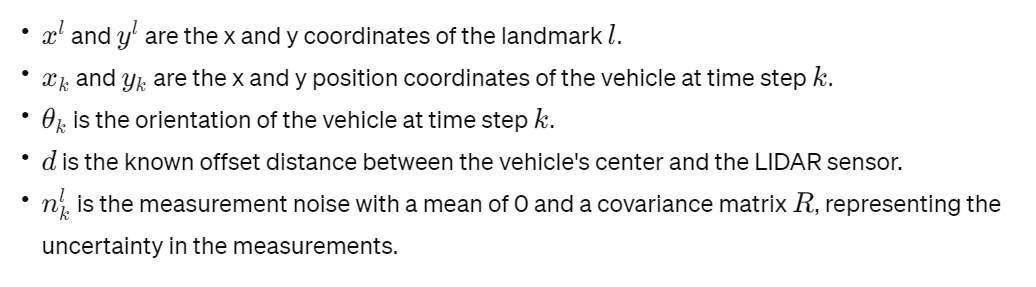 • $x^l$ and $y^l$ are the x and y coordinates of the landmark $l$.
• $x_k$ and $y_k$ are the x and y position coordinates of the vehicle at time step $k$.
• $\theta_k$ is the orientation of the vehicle at time step $k$.
• $d$ is the known offset distance between the vehicle's center and the LIDAR sensor.
• $n_k^l$ is the measurement noise with a mean of 0 and a covariance matrix $R$, representing the
uncertainty in the measurements.